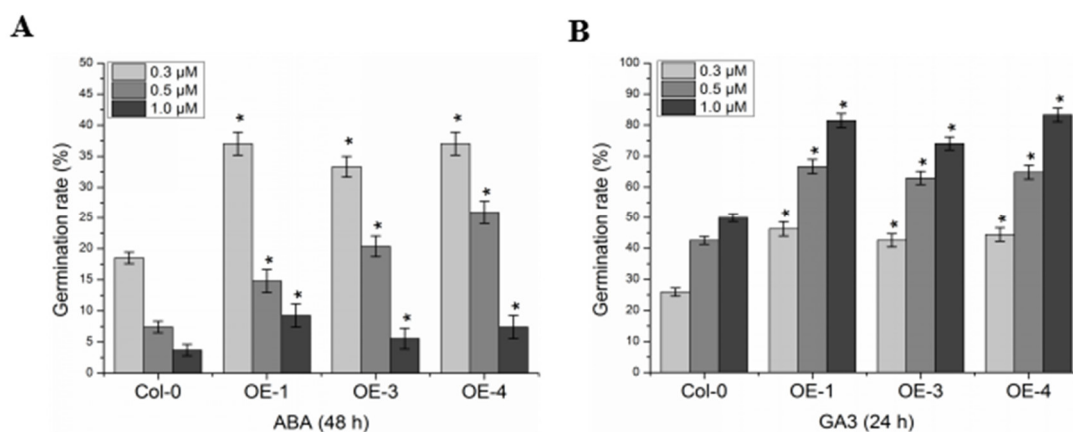 A
B
Germination rate (%)
50
45
40
35
30
25
20
15
10
5
0
0.3 μM
0.5 μM
1.0 μM
*
*
*
*
*
*
*
*
*
Col-0
OE-1
OE-3
OE-4
ABA (48 h)
Germination rate (%)
100
90
80
70
60
50
40
30
20
10
0
0.3 μM
0.5 μM
1.0 μM
*
*
*
*
*
*
*
*
*
Col-0
OE-1
OE-3
OE-4
GA3 (24 h)